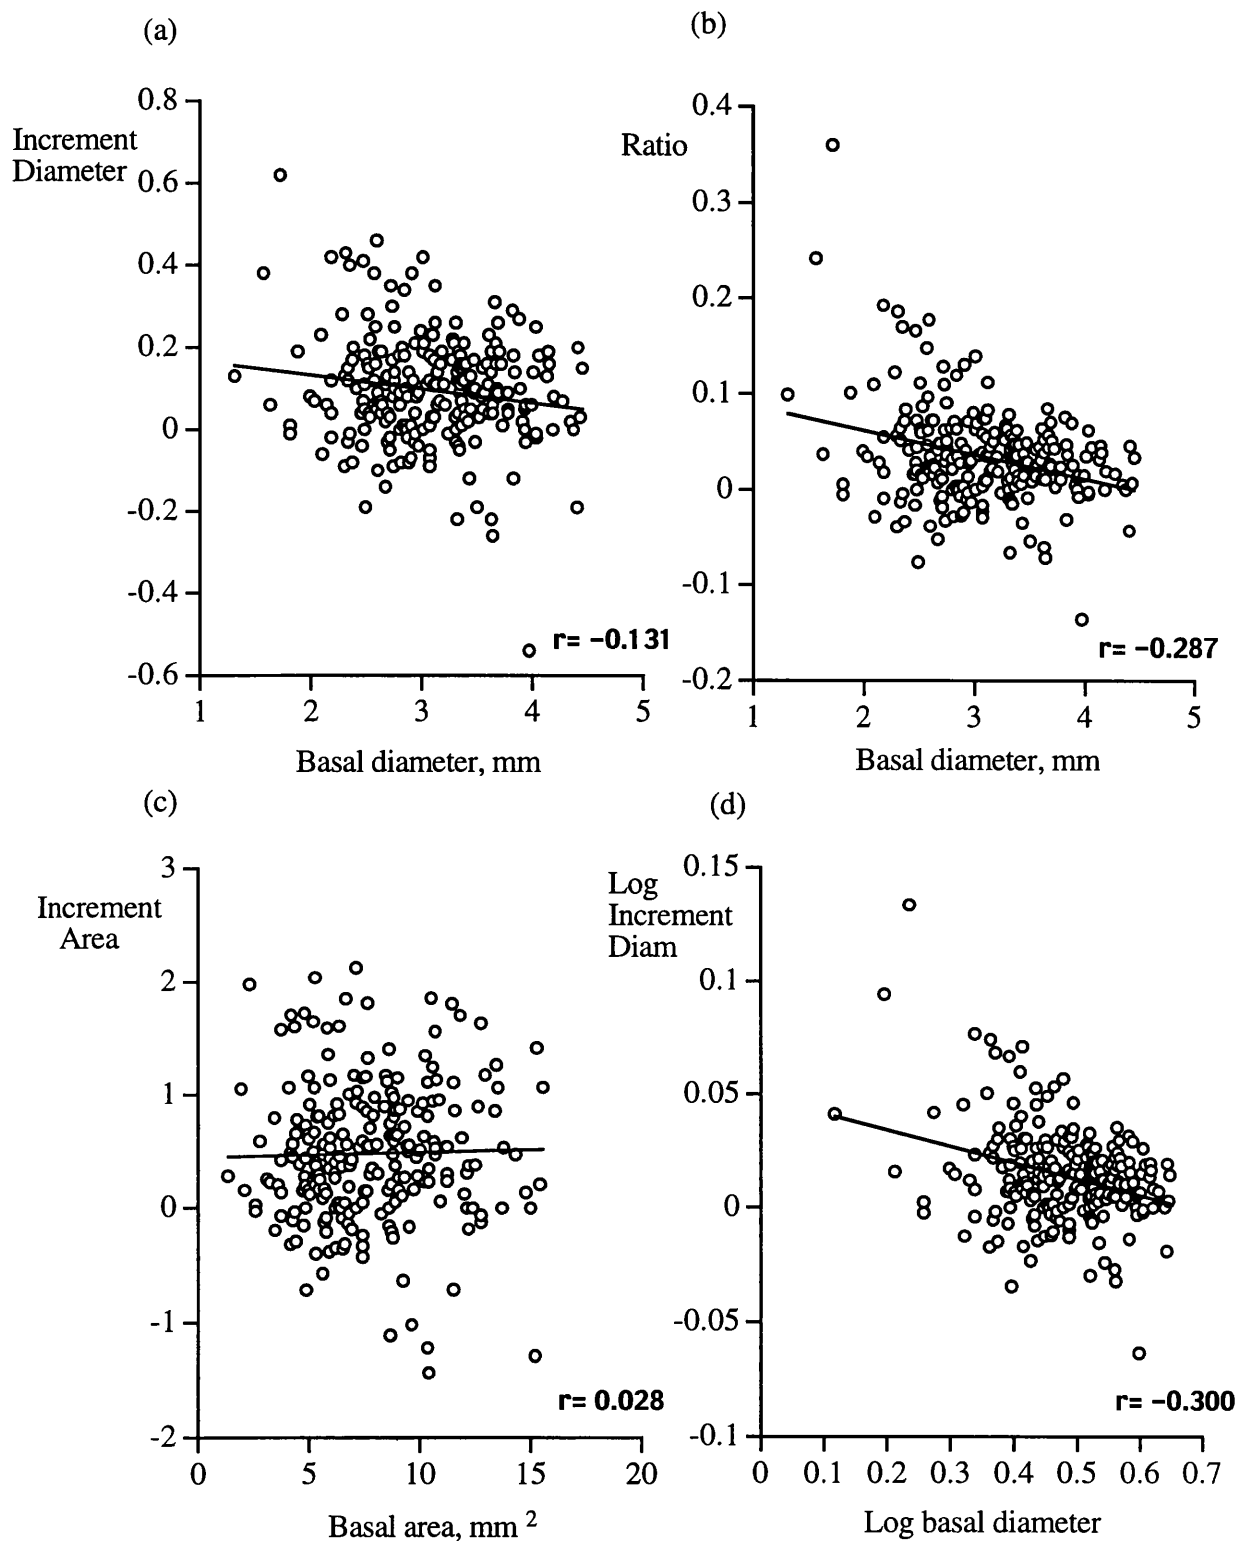 (a)
Increment
Diameter
0.8
0.6
0.4
0.2
0
-0.2
-0.4
-0.6
r= −0.131
1 2 3 4 5
Basal diameter, mm
(b)
Ratio
0.4
0.3
0.2
0.1
0
-0.1
-0.2
r= −0.287
1 2 3 4 5
Basal diameter, mm
(c)
Increment
Area
3
2
1
0
-1
-2
r= 0.028
0 5 10 15 20
Basal area, mm 2
(d)
Log
Increment
Diam
0.15
0.1
0.05
0
-0.05
-0.1
r= −0.300
0 0.1 0.2 0.3 0.4 0.5 0.6 0.7
Log basal diameter